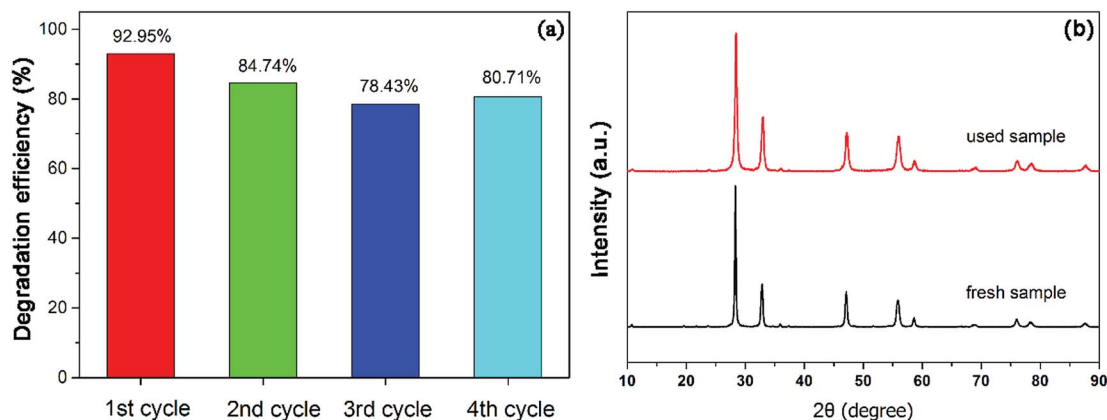 (a)
Degradation efficiency (%)
100
80
60
40
20
0
92.95%
84.74%
78.43%
80.71%
1st cycle 2nd cycle 3rd cycle 4th cycle
(b)
Intensity (a.u.)
used sample
fresh sample
10 20 30 40 50 60 70 80 90
2θ (degree)